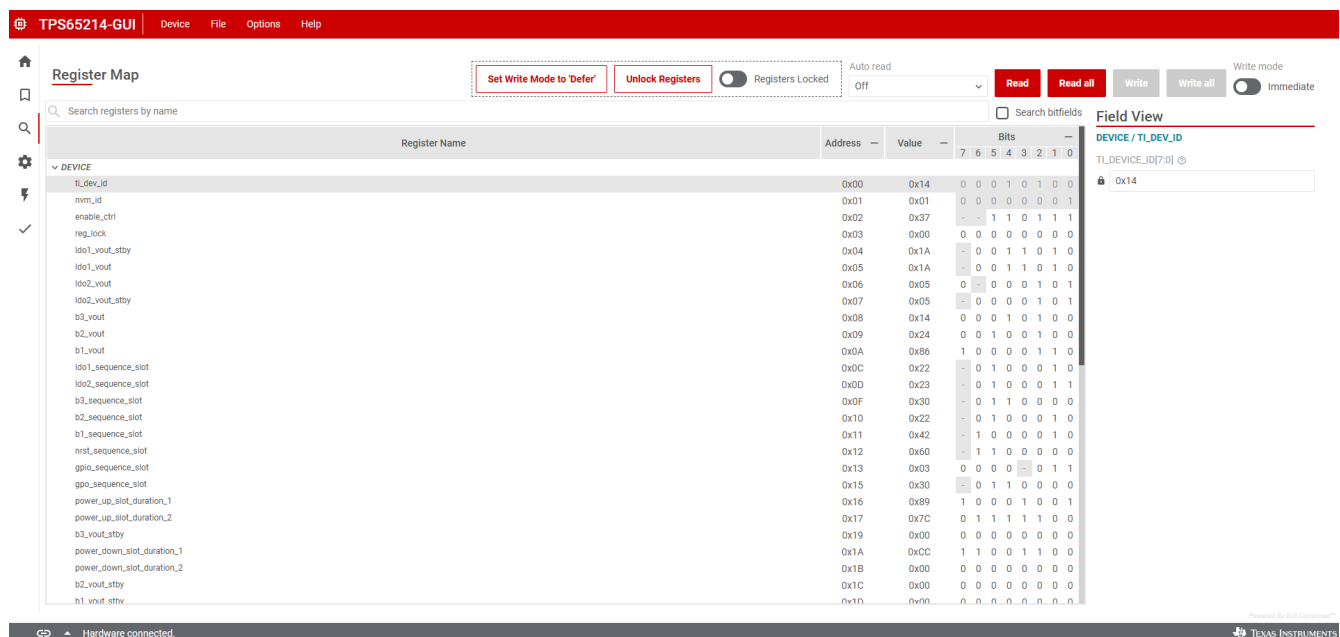 TPS65214-GUI Device File Options Help
Register Map
Set Write Mode to 'Defer' Unlock Registers Registers Locked
Auto read
Off
Read Read all Write Write all
Write mode
Immediate
Search registers by name
Search bitfields
Register Name Address Value Bits
7 6 5 4 3 2 1 0
DEVICE
ti_dev_id 0x00 0x14 0 0 0 1 0 1 0 0
nvm_id 0x01 0x01 0 0 0 0 0 0 0 1
enable_ctrl 0x02 0x37 - - 1 1 0 1 1 1
reg_lock 0x03 0x00 0 0 0 0 0 0 0 0
ldo1_vout_stby 0x04 0x1A - 0 0 1 1 0 1 0
ldo1_vout 0x05 0x1A - 0 0 1 1 0 1 0
ldo2_vout 0x06 0x05 0 - 0 0 0 1 0 1
ldo2_vout_stby 0x07 0x05 - 0 0 0 0 1 0 1
b3_vout 0x08 0x14 0 0 0 1 0 1 0 0
b2_vout 0x09 0x24 0 0 1 0 0 1 0 0
b1_vout 0x0A 0x86 1 0 0 0 0 1 1 0
ldo1_sequence_slot 0x0C 0x22 - 0 1 0 0 0 1 0
ldo2_sequence_slot 0x0D 0x23 - 0 1 0 0 0 1 1
b3_sequence_slot 0x0F 0x30 - 0 1 1 0 0 0 0
b2_sequence_slot 0x10 0x22 - 0 1 0 0 0 1 0
b1_sequence_slot 0x11 0x42 - 1 0 0 0 0 1 0
nrst_sequence_slot 0x12 0x60 - 1 1 0 0 0 0 0
gpio_sequence_slot 0x13 0x03 0 0 0 0 - 0 1 1
gpo_sequence_slot 0x15 0x30 - 0 1 1 0 0 0 0
power_up_slot_duration_1 0x16 0x89 1 0 0 0 1 0 0 1
power_up_slot_duration_2 0x17 0x7C 0 1 1 1 1 1 0 0
b3_vout_stby 0x19 0x00 0 0 0 0 0 0 0 0
power_down_slot_duration_1 0x1A 0xCC 1 1 0 0 1 1 0 0
power_down_slot_duration_2 0x1B 0x00 0 0 0 0 0 0 0 0
b2_vout_stby 0x1C 0x00 0 0 0 0 0 0 0 0
b1_vout_stby 0x1D 0x00 0 0 0 0 0 0 0 0
Field View
DEVICE / TI_DEV_ID
TI_DEVICE_ID[7:0]
0x14
Powered By GUI Composer™
Hardware connected.
TEXAS INSTRUMENTS